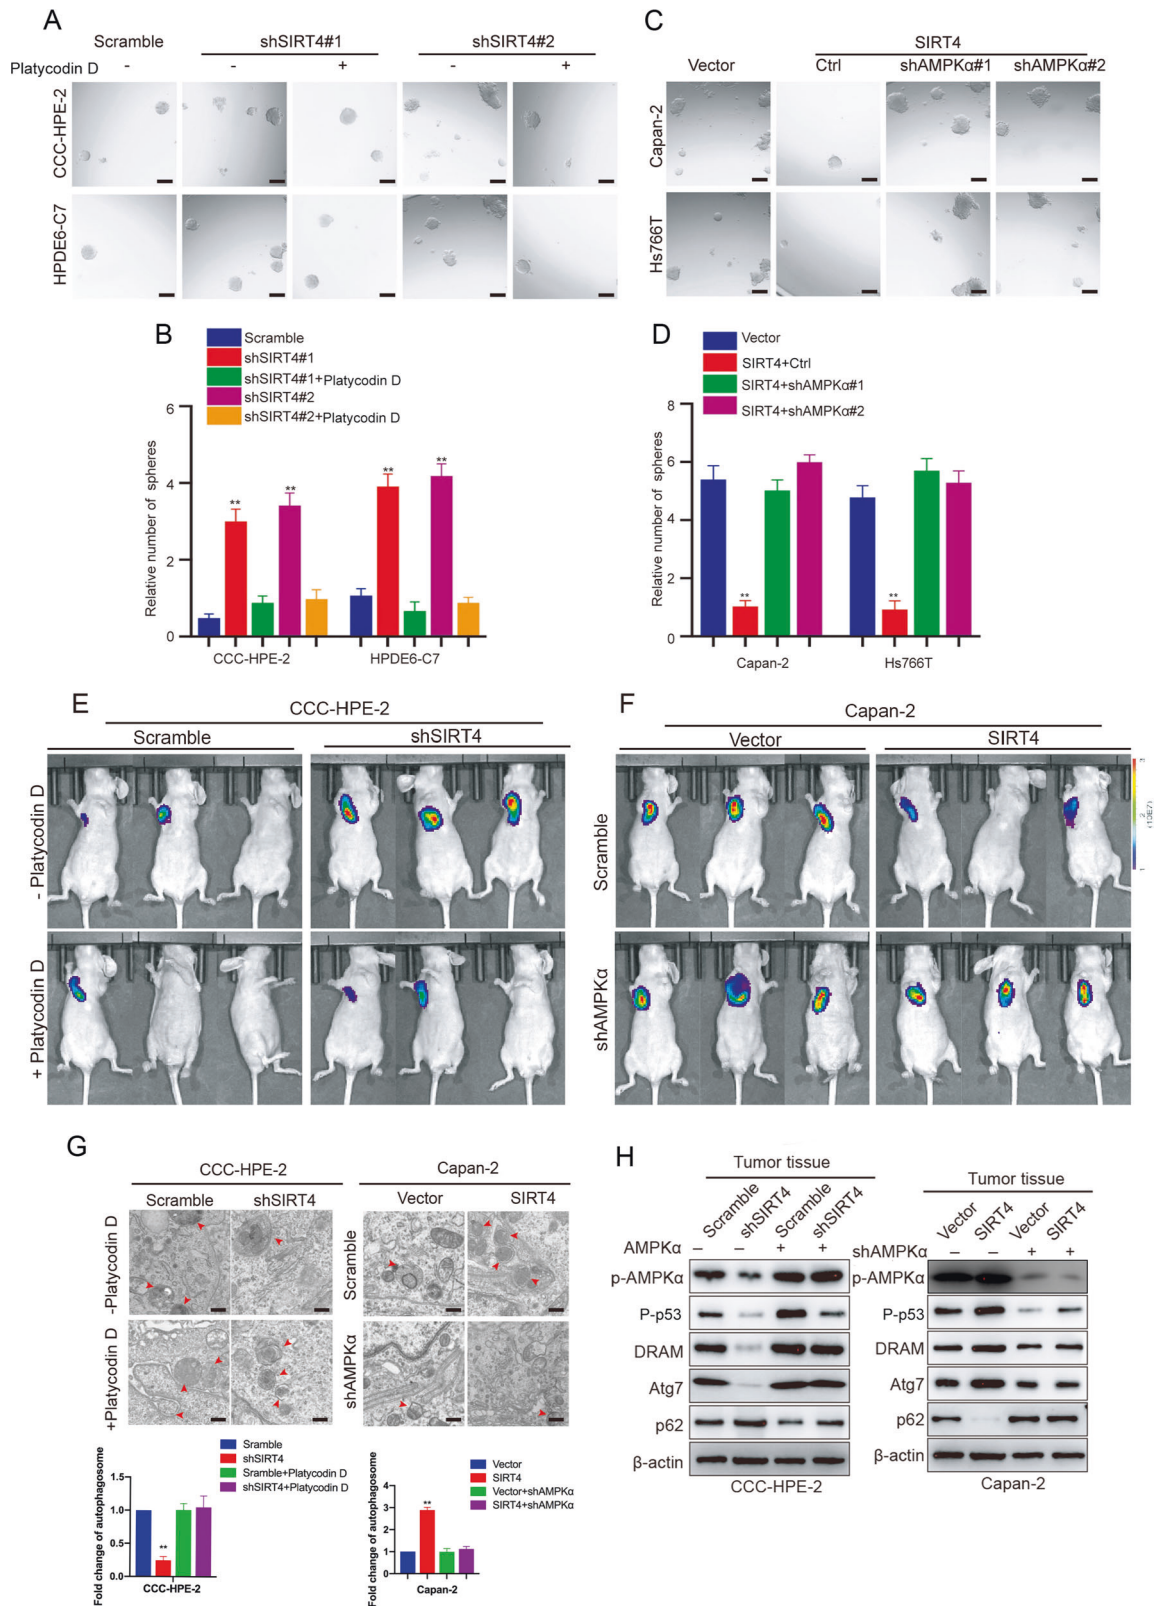 A
Scramble shSIRT4#1 shSIRT4#2
Platycodin D - - + - +
CCC-HPE-2
HPDE6-C7
C
SIRT4
Vector Ctrl shAMPKα#1 shAMPKα#2
Capan-2
Hs766T
B
Scramble
shSIRT4#1
shSIRT4#1+Platycodin D
shSIRT4#2
shSIRT4#2+Platycodin D
Relative number of spheres
6
4
2
0
** ** ** **
CCC-HPE-2 HPDE6-C7
D
Vector
SIRT4+Ctrl
SIRT4+shAMPKα#1
SIRT4+shAMPKα#2
Relative number of spheres
8
6
4
2
0
** **
Capan-2 Hs766T
E
CCC-HPE-2
Scramble shSIRT4
- Platycodin D
+ Platycodin D
F
Capan-2
Vector SIRT4
Scramble
shAMPKα
3
2
1
(10E7)
G
CCC-HPE-2
Scramble shSIRT4
-Platycodin D
+Platycodin D
Capan-2
Vector SIRT4
Scramble
shAMPKα
Sramble
shSIRT4
Sramble+Platycodin D
shSIRT4+Platycodin D
Fold change of autophagosome
1.5
1.0
0.5
0.0
**
CCC-HPE-2
Vector
SIRT4
Vector+shAMPKα
SIRT4+shAMPKα
Fold change of autophagosome
4
3
2
1
0
**
Capan-2
H
Tumor tissue
Scramble shSIRT4 Scramble shSIRT4
AMPKα - - + +
p-AMPKα
P-p53
DRAM
Atg7
p62
β-actin
CCC-HPE-2
Tumor tissue
Vector SIRT4 Vector SIRT4
shAMPKα - - + +
p-AMPKα
P-p53
DRAM
Atg7
p62
β-actin
Capan-2